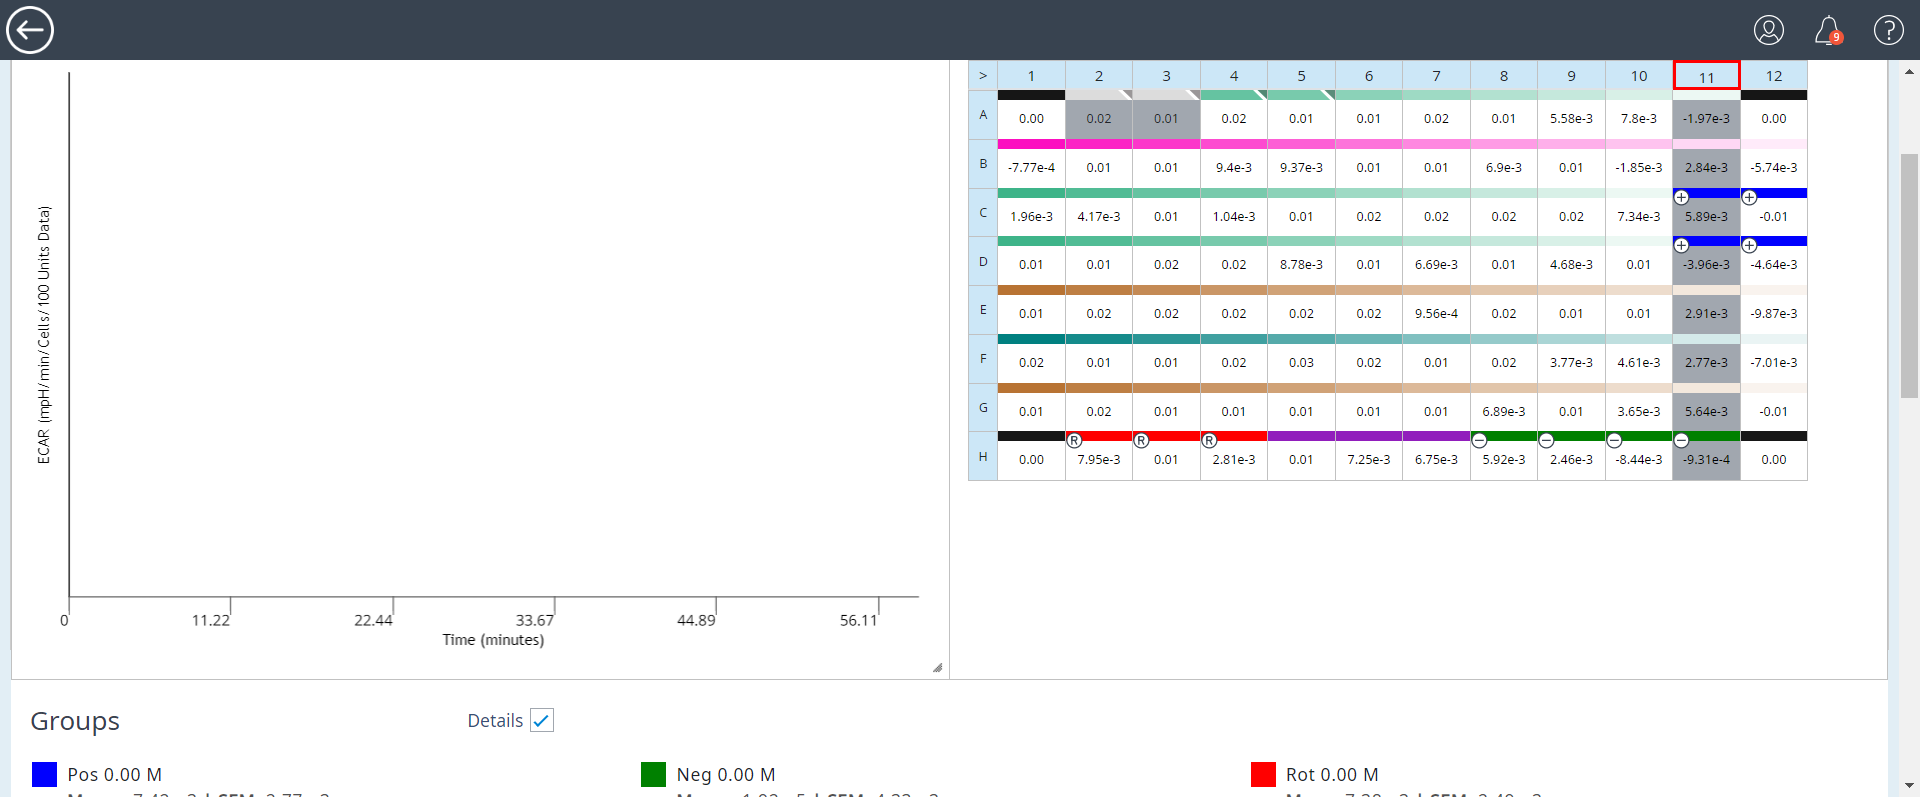 9
?
> 1 2 3 4 5 6 7 8 9 10 11 12
A 0.00 0.02 0.01 0.02 0.01 0.01 0.02 0.01 5.58e-3 7.8e-3 -1.97e-3 0.00
B -7.77e-4 0.01 0.01 9.4e-3 9.37e-3 0.01 0.01 6.9e-3 0.01 -1.85e-3 2.84e-3 -5.74e-3
+ +
C 1.96e-3 4.17e-3 0.01 1.04e-3 0.01 0.02 0.02 0.02 0.02 7.34e-3 5.89e-3 -0.01
+ +
D 0.01 0.01 0.02 0.02 8.78e-3 0.01 6.69e-3 0.01 4.68e-3 0.01 -3.96e-3 -4.64e-3
E 0.01 0.02 0.02 0.02 0.02 0.02 9.56e-4 0.02 0.01 0.01 2.91e-3 -9.87e-3
F 0.02 0.01 0.01 0.02 0.03 0.02 0.01 0.02 3.77e-3 4.61e-3 2.77e-3 -7.01e-3
G 0.01 0.02 0.01 0.01 0.01 0.01 0.01 6.89e-3 0.01 3.65e-3 5.64e-3 -0.01
R R R − − − −
H 0.00 7.95e-3 0.01 2.81e-3 0.01 7.25e-3 6.75e-3 5.92e-3 2.46e-3 -8.44e-3 -9.31e-4 0.00
ECAR (mpH/min/Cells/100 Units Data)
0 11.22 22.44 33.67 44.89 56.11
Time (minutes)
Groups
Details
Pos 0.00 M
Neg 0.00 M
Rot 0.00 M